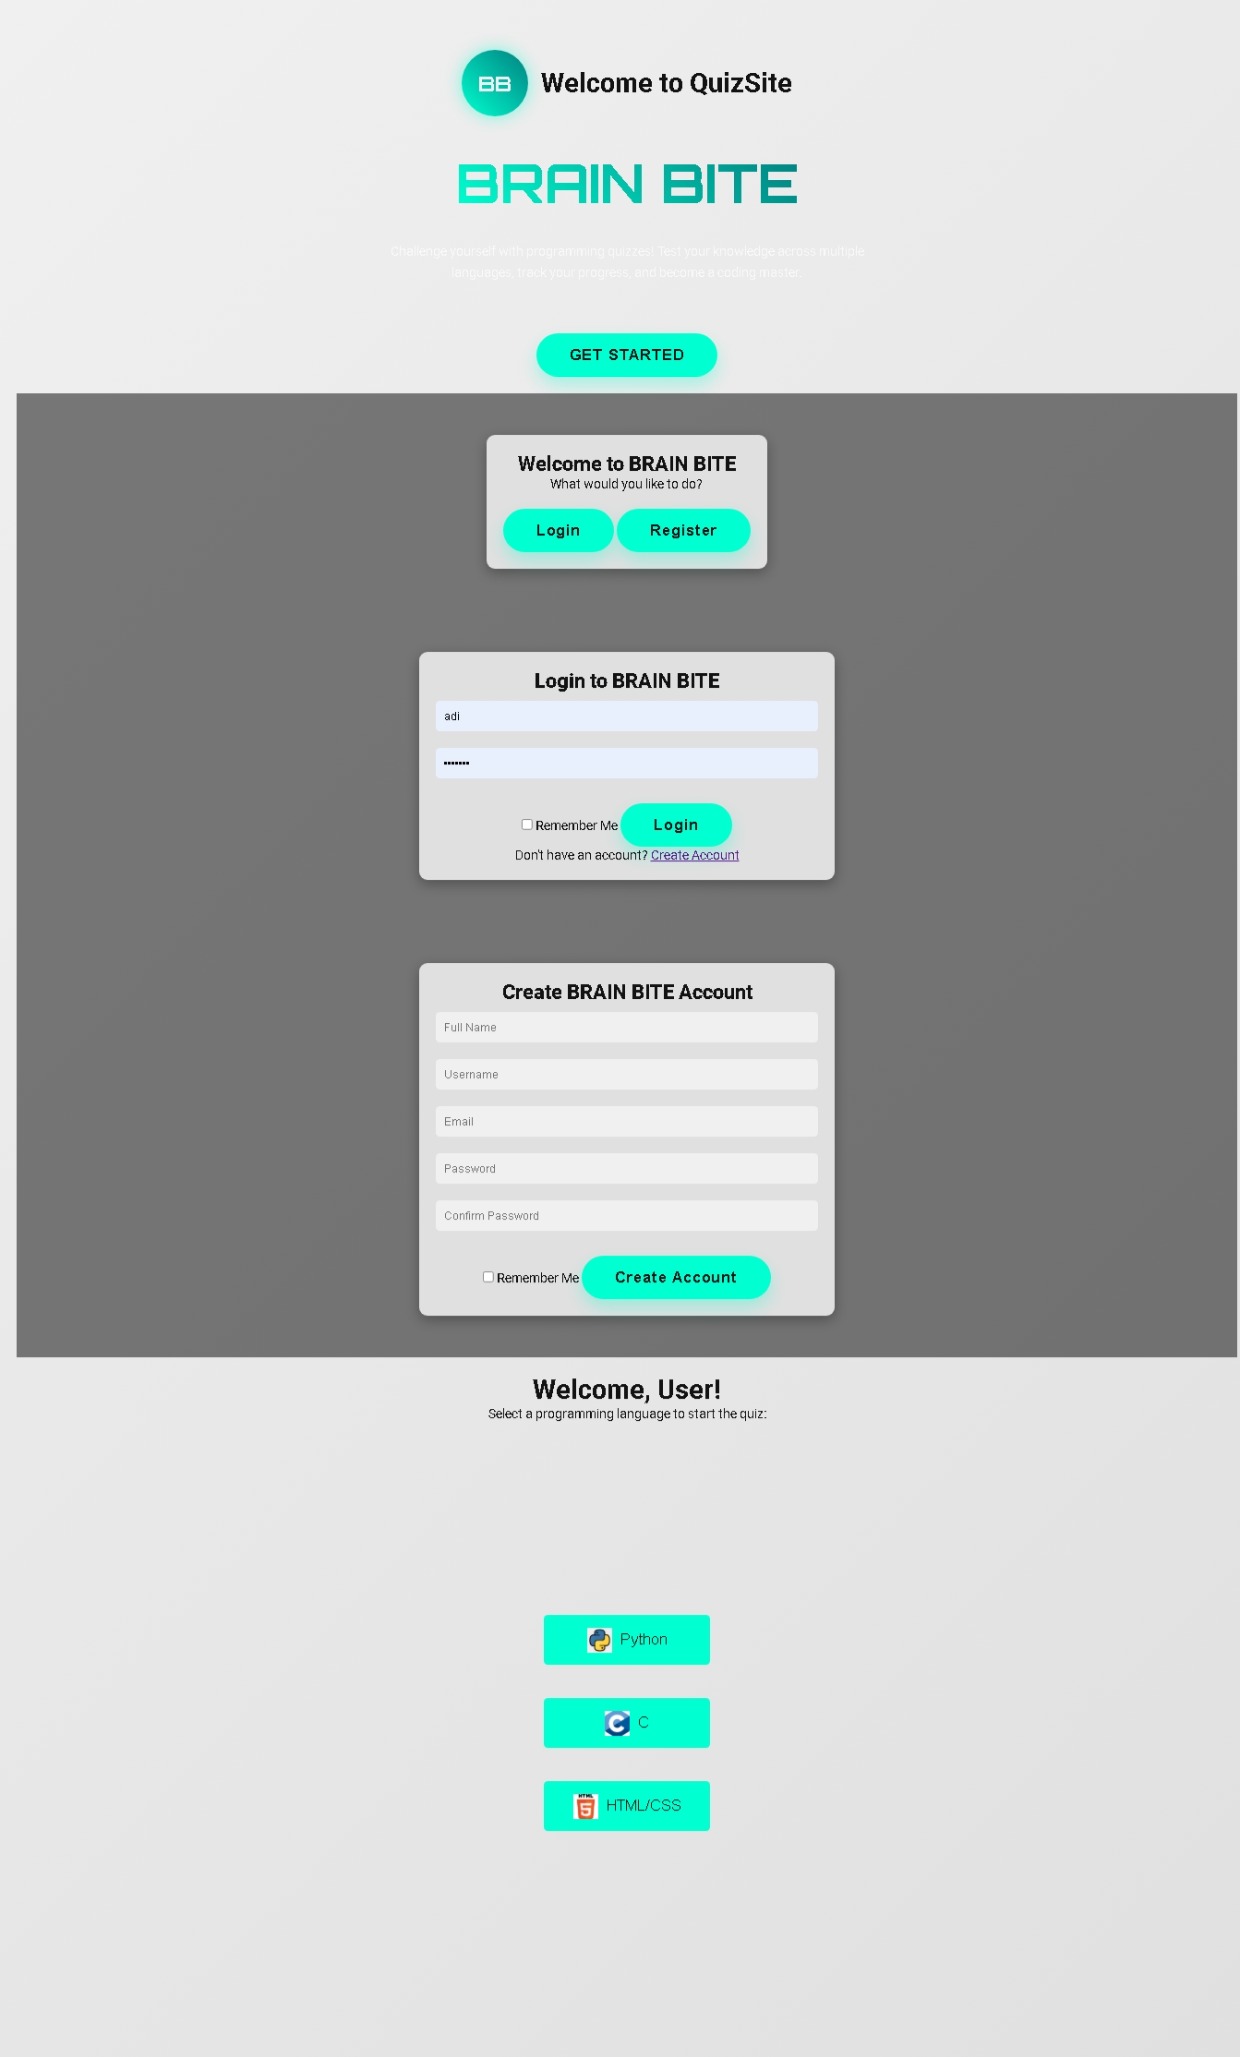 BB
Welcome to QuizSite
BRAIN BITE
Challenge yourself with programming quizzes! Test your knowledge across multiple
languages, track your progress, and become a coding master.
GET STARTED
Welcome to BRAIN BITE
What would you like to do?
Login
Register
Login to BRAIN BITE
adi
•••••••
Remember Me
Login
Don't have an account? Create Account
Create BRAIN BITE Account
Full Name
Username
Email
Password
Confirm Password
Remember Me
Create Account
Welcome, User!
Select a programming language to start the quiz:
Python
C
C
HTML
5
HTML/CSS